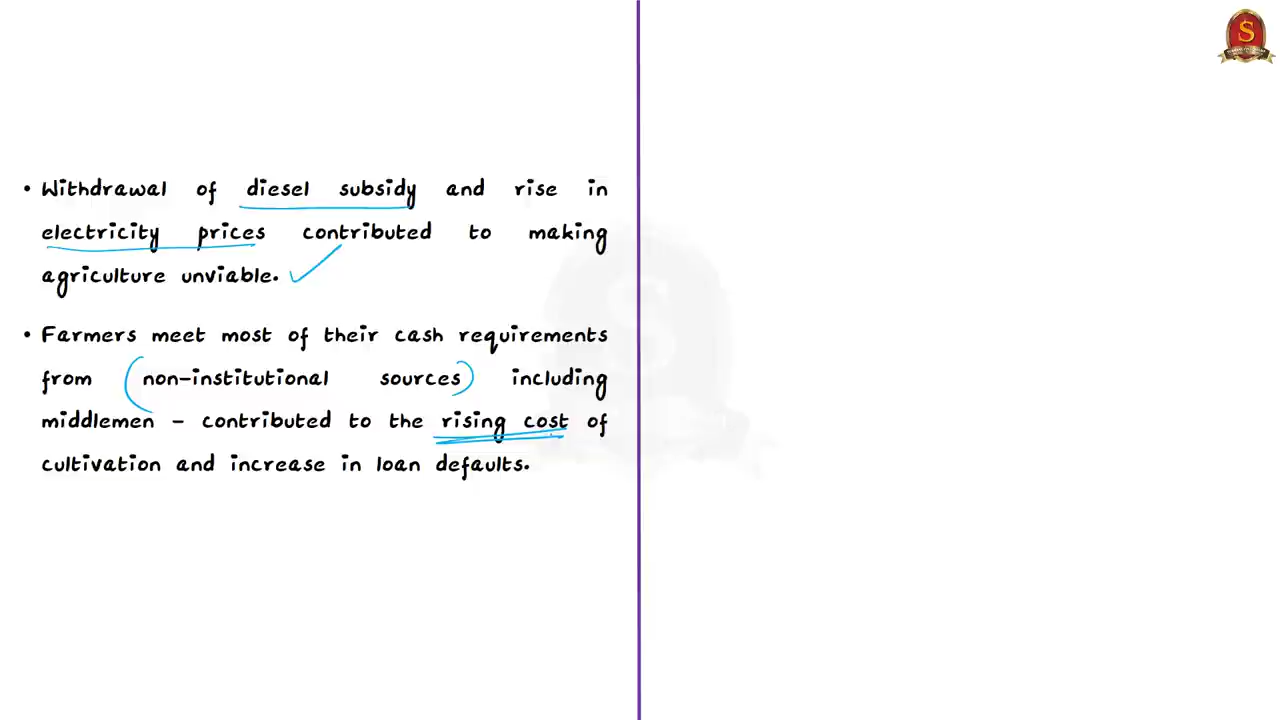 • Withdrawal of diesel subsidy and rise in
electricity prices contributed to making
agriculture unviable.
• Farmers meet most of their cash requirements
from non-institutional sources including
middlemen – contributed to the rising cost of
cultivation and increase in loan defaults.
S